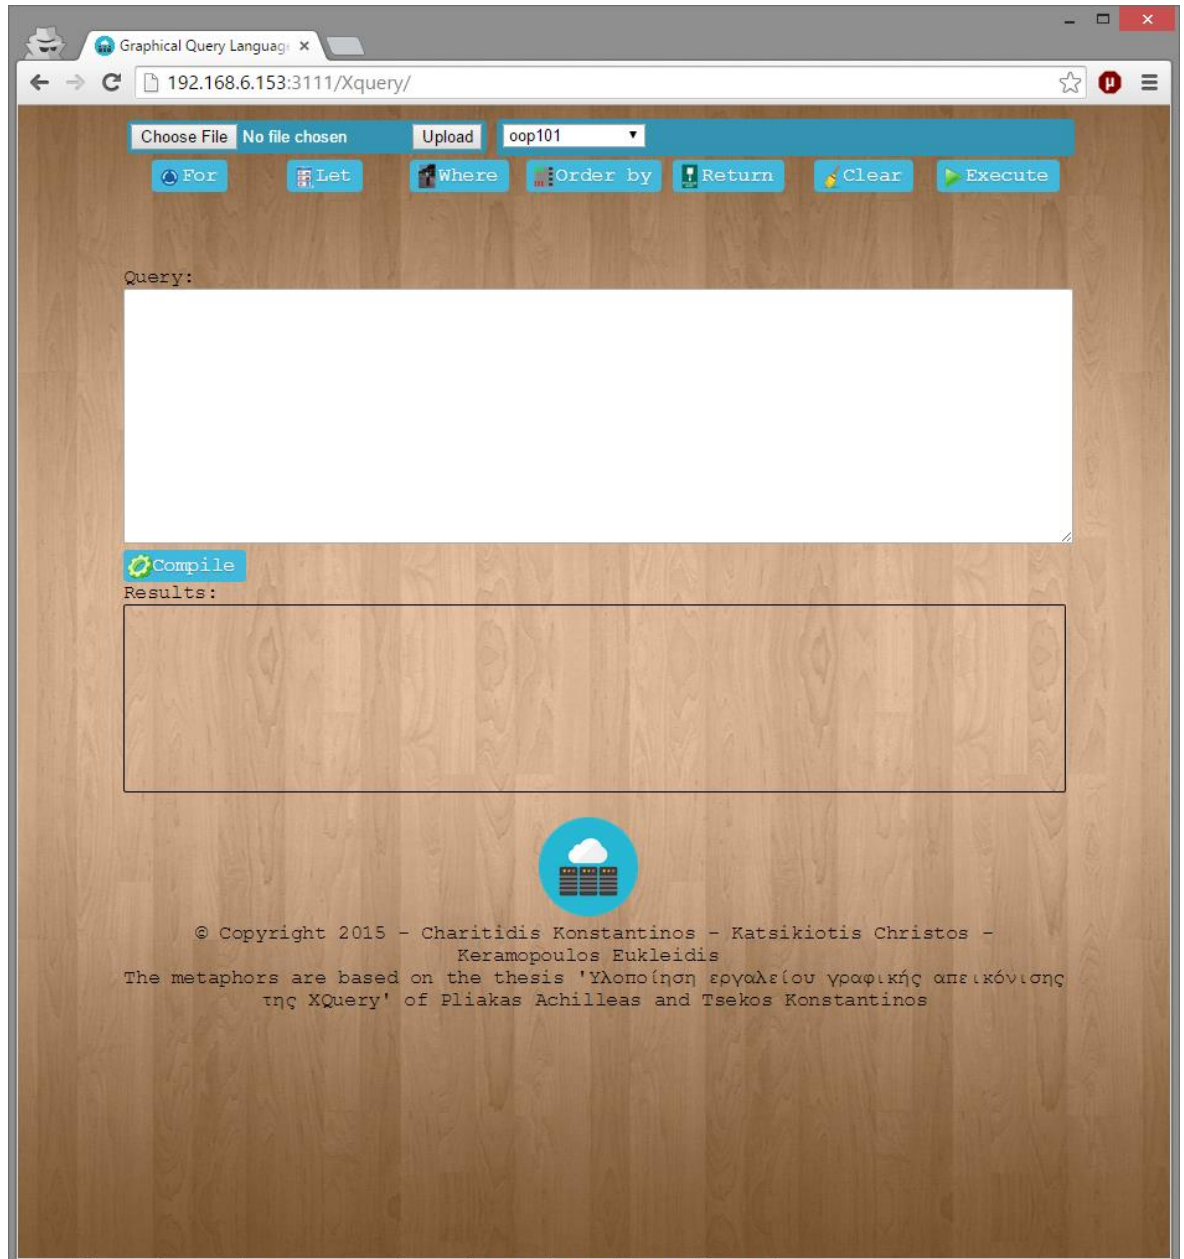 Graphical Query Languag
192.168.6.153:3111/Xquery/
Choose File No file chosen Upload oop101
For Let Where Order by Return Clear Execute
Query:
Compile
Results:
© Copyright 2015 - Charitidis Konstantinos - Katsikiotis Christos -
Keramopoulos Eukleidis
The metaphors are based on the thesis 'Υλοποίηση εργαλείου γραφικής απεικόνισης
της XQuery' of Pliakas Achilleas and Tsekos Konstantinos